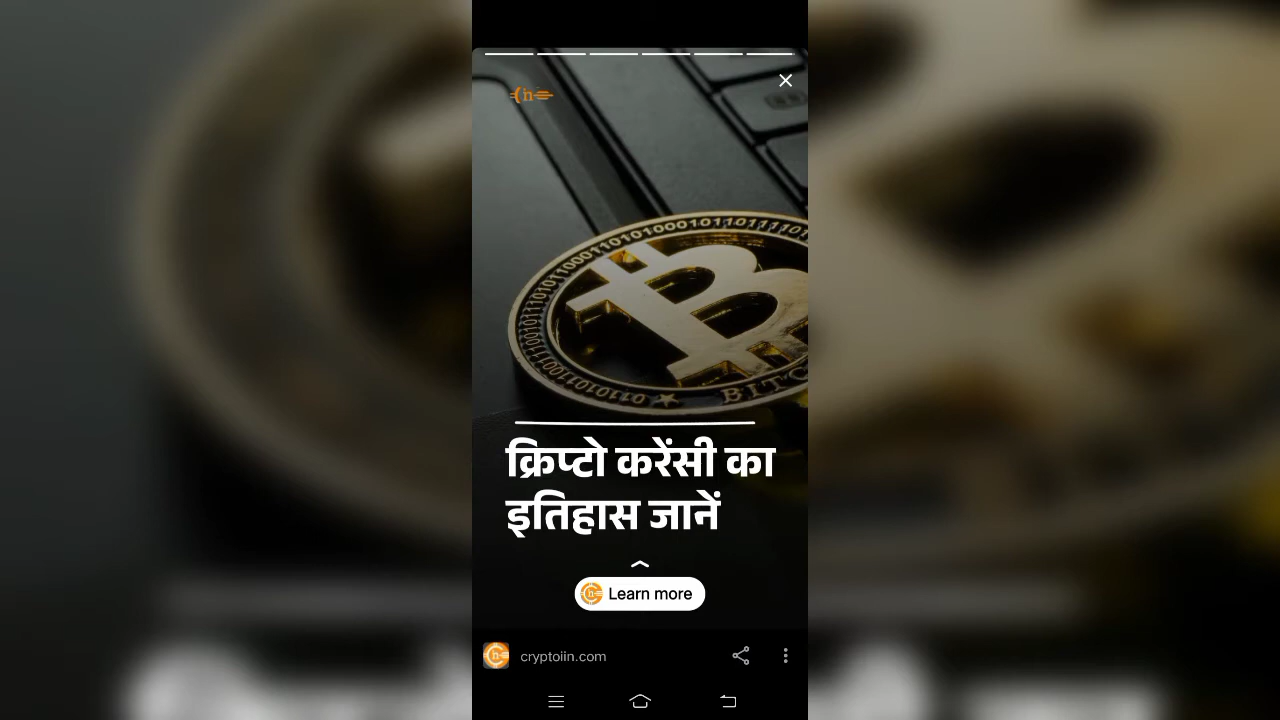 क्रिप्टो करेंसी का
इतिहास जानें
Learn more
cryptoiin.com